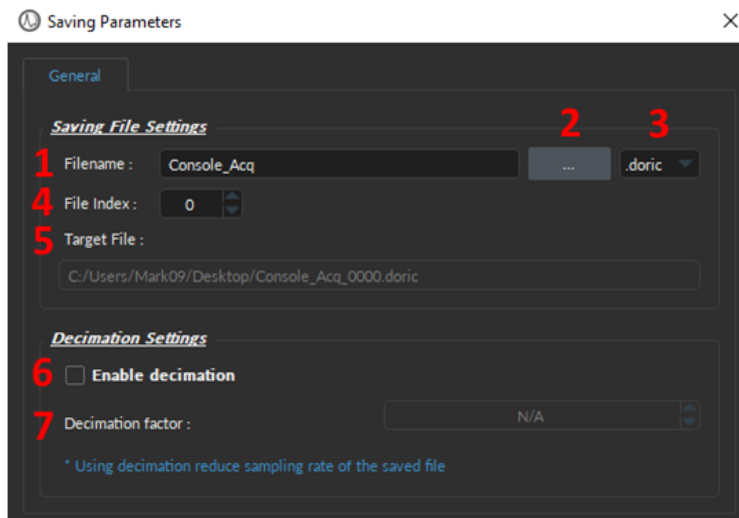 Saving Parameters
General
Saving File Settings
2
3
1 Filename : Console_Acq ... .doric
4 File Index : 0
5 Target File :
C:/Users/Mark09/Desktop/Console_Acq_0000.doric
Decimation Settings
6 Enable decimation
7 Decimation factor : N/A
* Using decimation reduce sampling rate of the saved file